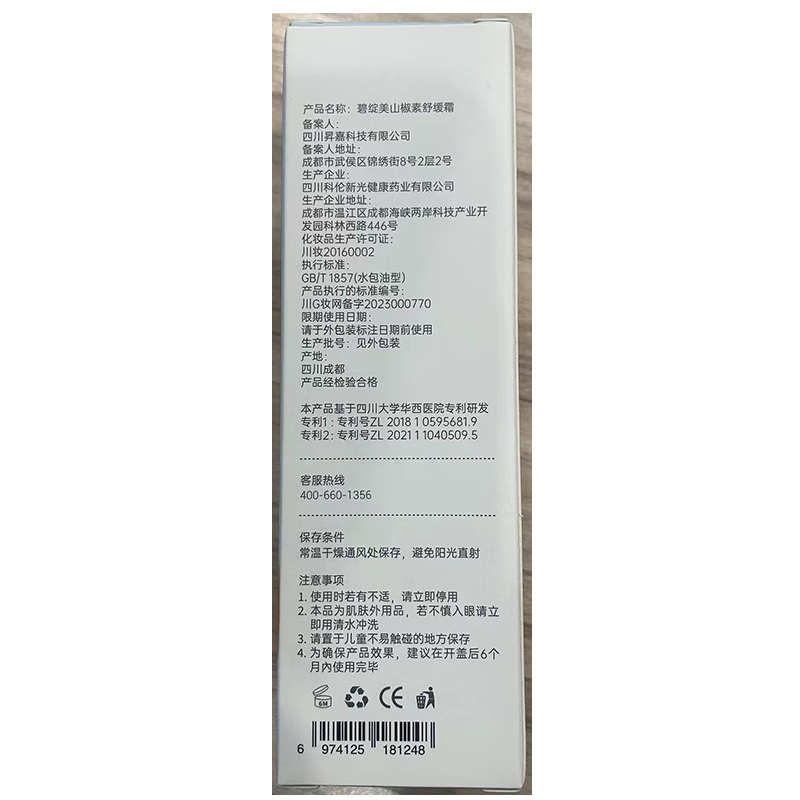 产品名称：碧绽美山椒素舒缓霜
备案人：
四川昇嘉科技有限公司
备案人地址：
成都市武侯区锦绣街8号2层2号
生产企业：
四川科伦新光健康药业有限公司
生产企业地址：
成都市温江区成都海峡两岸科技产业开
发园科林西路446号
化妆品生产许可证：
川妆20160002
执行标准：
GB/T 1857(水包油型)
产品执行的标准编号：
川G妆网备字2023000770
限期使用日期：
请于外包装标注日期前使用
生产批号：见外包装
产地：
四川成都
产品经检验合格
本产品基于四川大学华西医院专利研发
专利1：专利号ZL 2018 1 0595681.9
专利2：专利号ZL 2021 1 1040509.5
客服热线
400-660-1356
保存条件
常温干燥通风处保存，避免阳光直射
注意事项
1. 使用时若有不适，请立即停用
2. 本品为肌肤外用品，若不慎入眼请立
即用清水冲洗
3. 请置于儿童不易触碰的地方保存
4. 为确保产品效果，建议在开盖后6个
月内使用完毕
6M CE
6 974125 181248